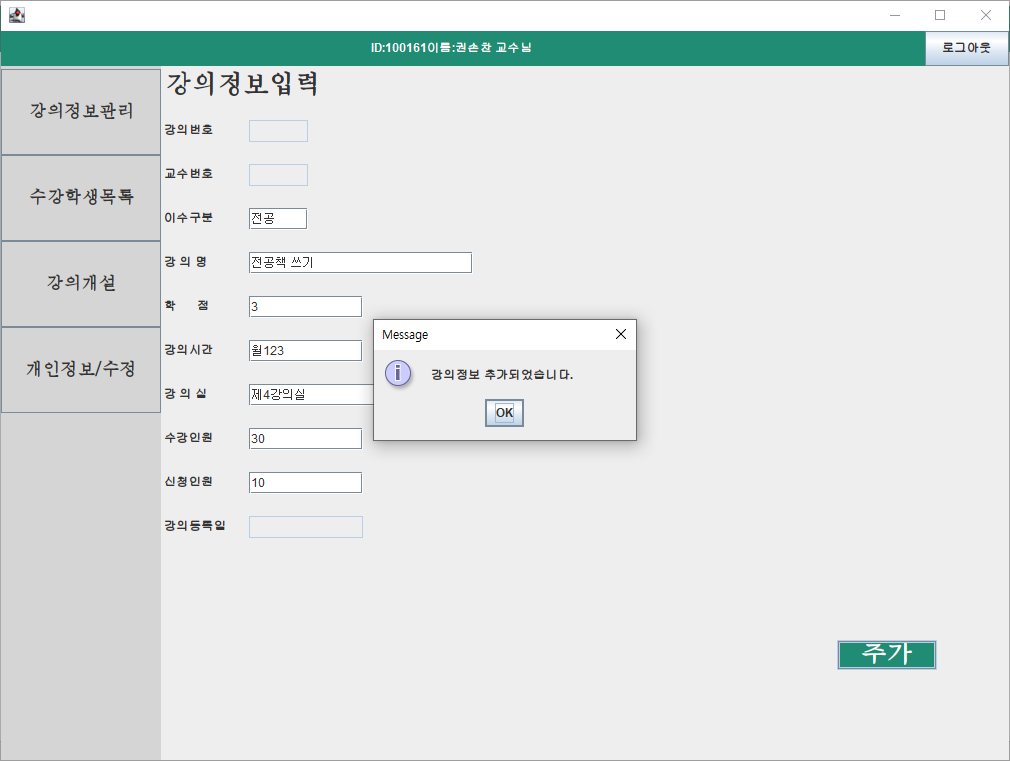 ID:100161이름:권손찬 교수님
로그아웃
강의정보관리
수강학생목록
강의개설
개인정보/수정
강의정보입력
강의번호
교수번호
이수구분 전공
강 의 명 전공책 쓰기
학 점 3
강의시간 월123
강 의 실 제4강의실
수강인원 30
신청인원 10
강의등록일
Message
강의정보 추가되었습니다.
OK
추가